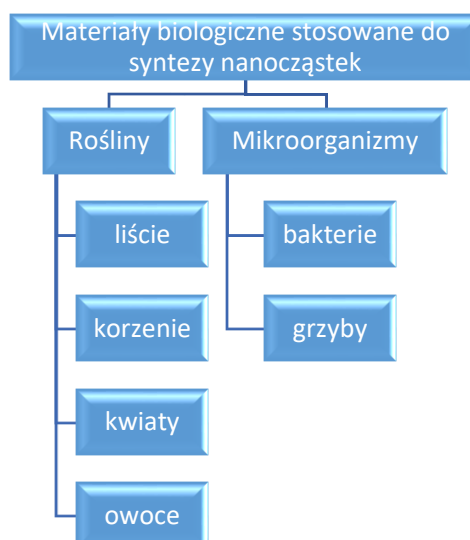 Materiały biologiczne stosowane do
syntezy nanocząstek
Rośliny
Mikroorganizmy
liście
korzenie
kwiaty
owoce
bakterie
grzyby